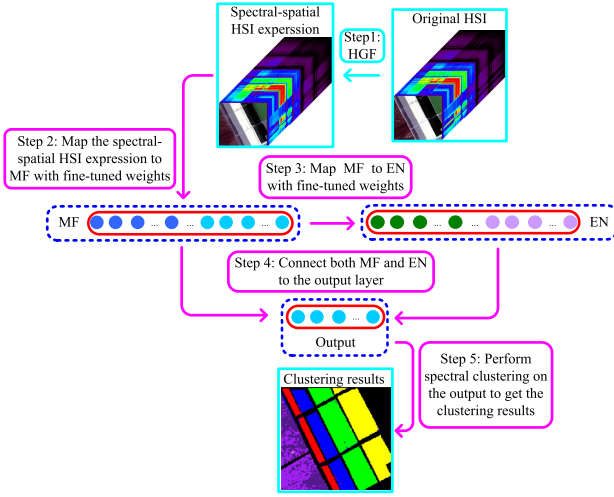 Spectral-spatial
HSI experssion
Step1:
HGF
Original HSI
Step 2: Map the spectral-
spatial HSI expression to
MF with fine-tuned weights
Step 3: Map MF to EN
with fine-tuned weights
MF ... ... ...
... ... ... EN
Step 4: Connect both MF and EN
to the output layer
...
Output
Step 5: Perform
spectral clustering on
the output to get the
clustering results
Clustering results